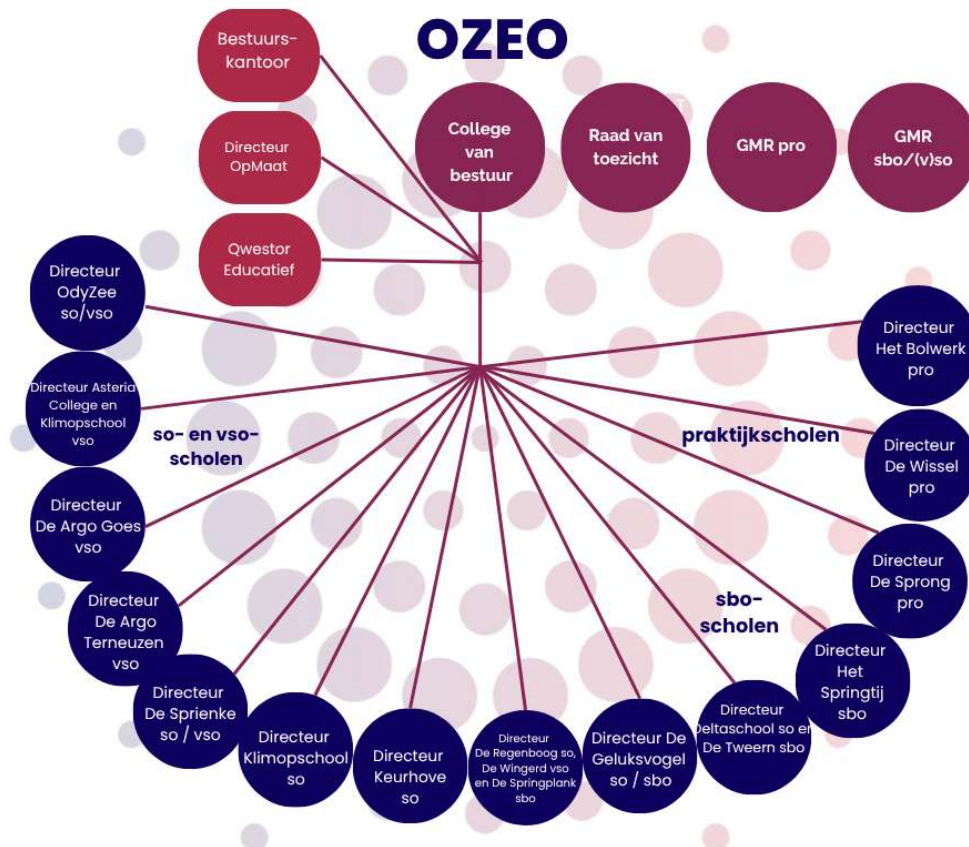 OZEO
Bestuurs-
kantoor
Directeur
OpMaat
Qwestor
Educatief
College
van
bestuur
Raad van
toezicht
GMR pro
GMR
sbo/(v)so
Directeur
OdyZee
so/vso
Directeur Asteria
College en
Klimopschool
vso
so- en vso-
scholen
Directeur
De Argo Goes
vso
Directeur
De Argo
Terneuzen
vso
Directeur
De Sprienke
so / vso
Directeur
Klimopschool
so
Directeur
Keurhove
so
Directeur
De Regenboog so,
De Wingerd vso
en De Springplank
sbo
Directeur De
Geluksvogel
so / sbo
Directeur
Deltaschool so en
De Tweern sbo
sbo-
scholen
Directeur
Het
Springtij
sbo
Directeur
De Sprong
pro
Directeur
De Wissel
pro
praktijkscholen
Directeur
Het Bolwerk
pro